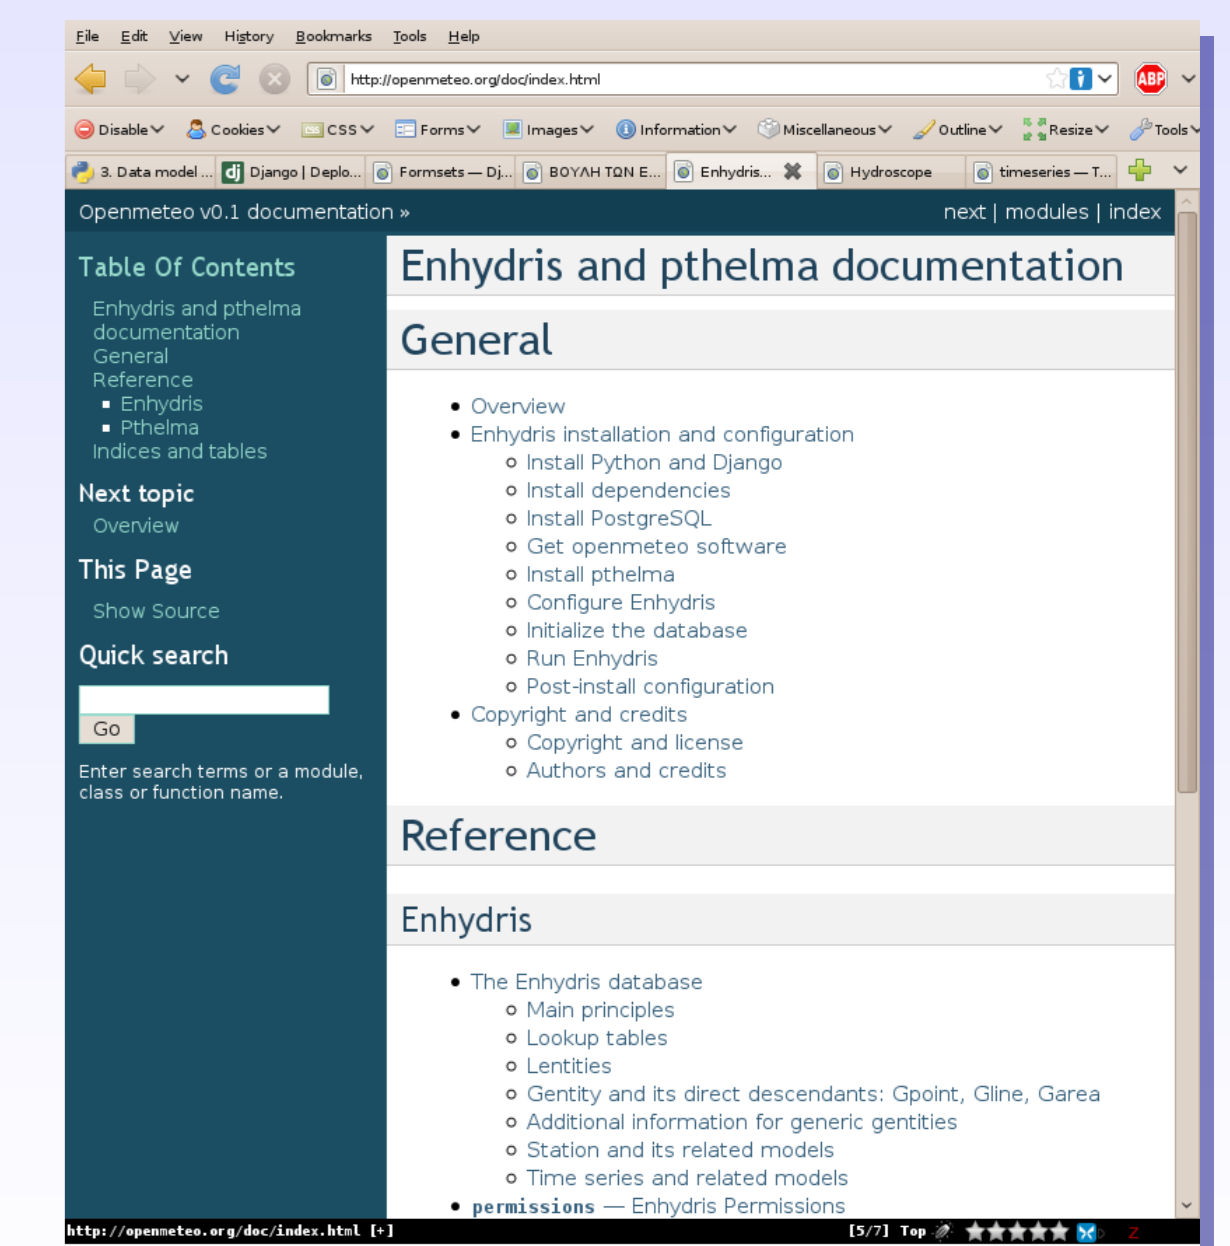 File Edit View History Bookmarks Tools Help
http://openmeteo.org/doc/index.html ABP
Disable Cookies CSS Forms Images Information Miscellaneous Outline Resize Tools
3. Data model ... dj Django | Deplo... Formsets — Dj... ΒΟΥΛΗ ΤΩΝ Ε... Enhydris... Hydroscope timeseries — T...
Openmeteo v0.1 documentation » next | modules | index
Table Of Contents
Enhydris and pthelma
documentation
General
Reference
Enhydris
Pthelma
Indices and tables
Next topic
Overview
This Page
Show Source
Quick search
Go
Enter search terms or a module,
class or function name.
Enhydris and pthelma documentation
General
Overview
Enhydris installation and configuration
Install Python and Django
Install dependencies
Install PostgreSQL
Get openmeteo software
Install pthelma
Configure Enhydris
Initialize the database
Run Enhydris
Post-install configuration
Copyright and credits
Copyright and license
Authors and credits
Reference
Enhydris
The Enhydris database
Main principles
Lookup tables
Lentities
Gentity and its direct descendants: Gpoint, Gline, Garea
Additional information for generic gentities
Station and its related models
Time series and related models
permissions — Enhydris Permissions
http://openmeteo.org/doc/index.html [+] [5/7] Top Z